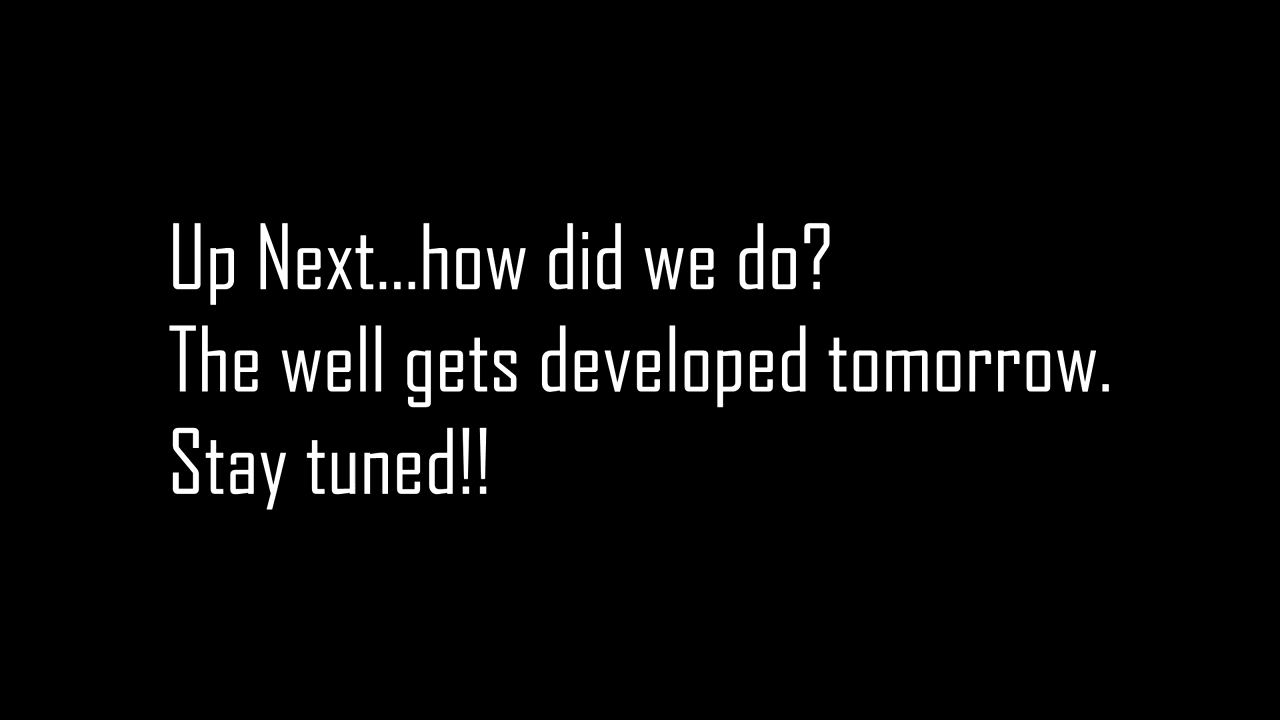 Up Next...how did we do?
The well gets developed tomorrow.
Stay tuned!!